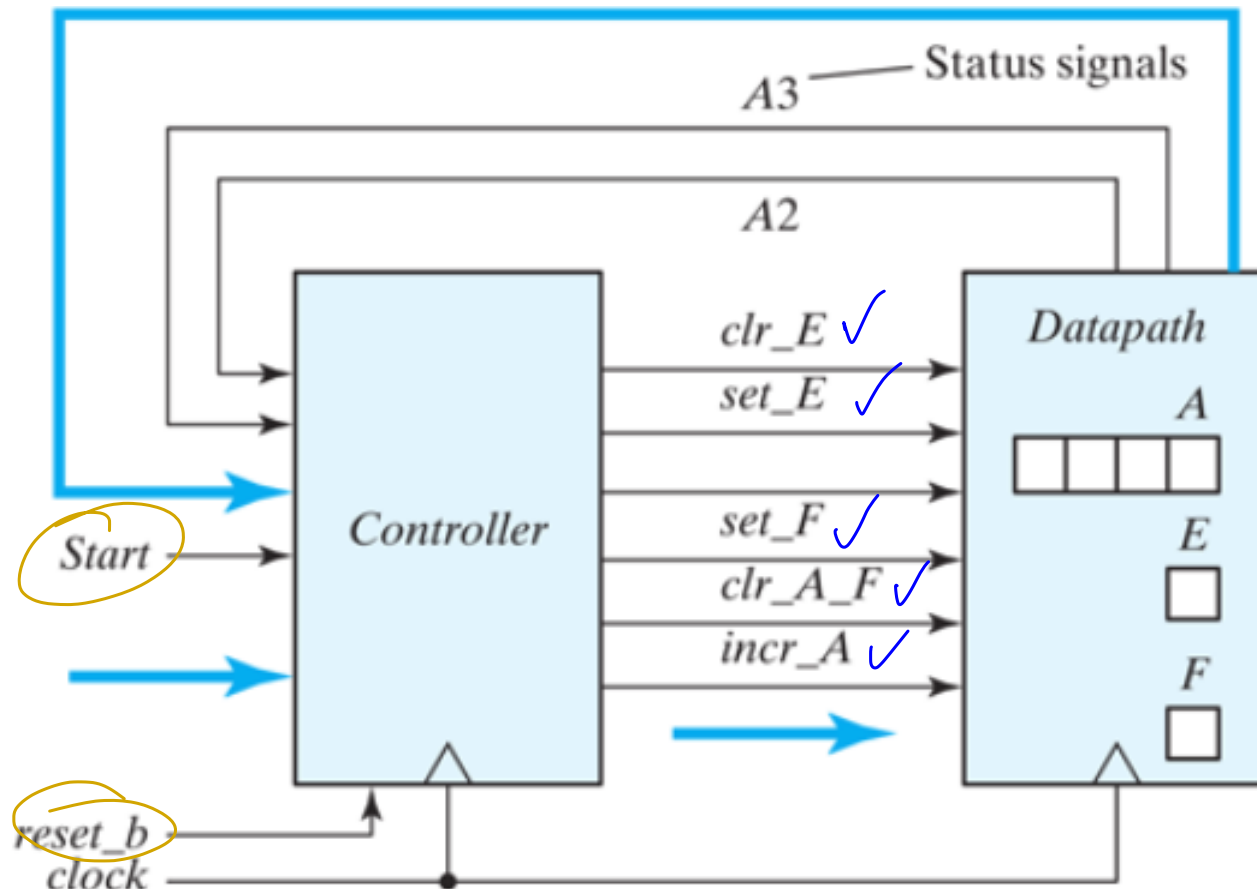 Status signals
A3
A2
clr_E
Datapath
set_E
A
set_F
Controller
Start
E
clr_A_F
incr_A
F
reset_b
clock